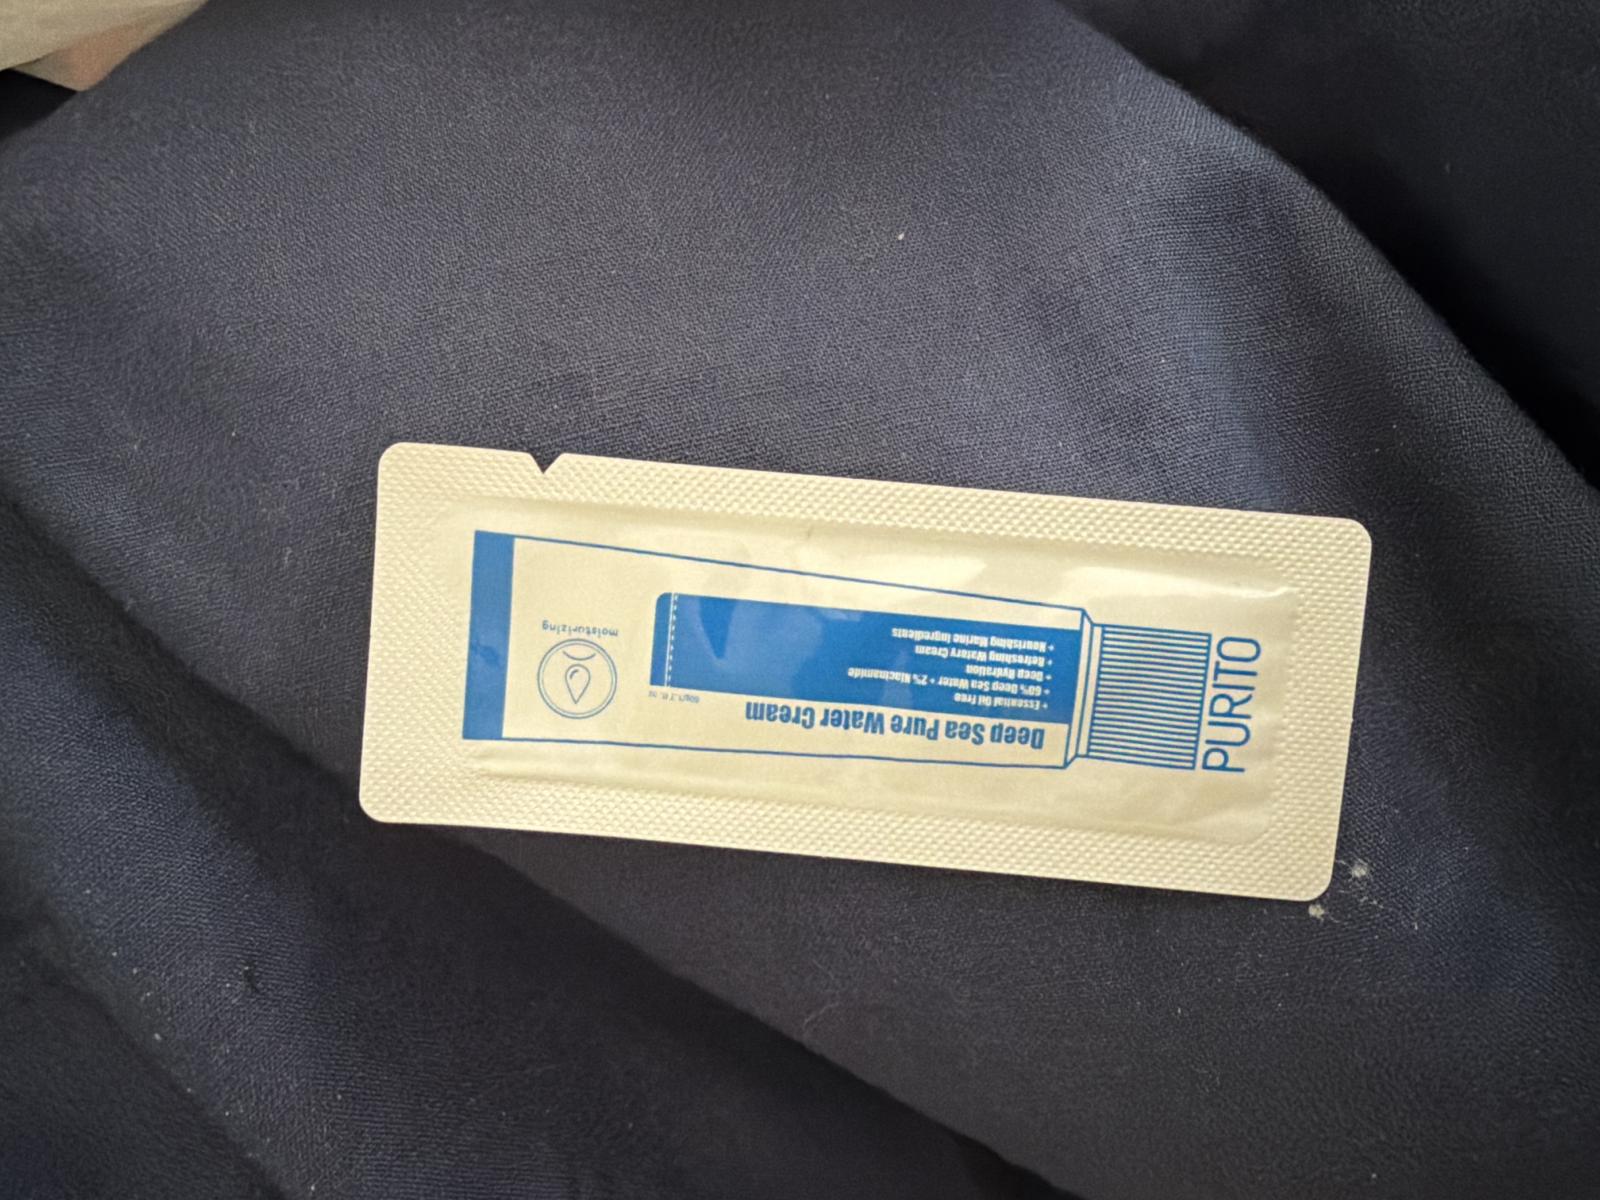 PURITO
Deep Sea Pure Water Cream
+ Essential Oil Free
+ 60% Deep Sea Water + 2% Niacinamide
+ Deep Hydration
+ Refreshing Watery Cream
+ Nourishing Marine Ingredients
60g/1.7 fl. oz
moisturizing